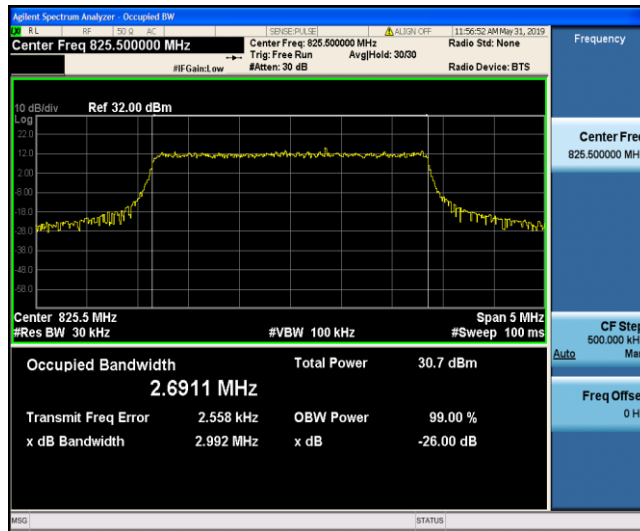 Agilent Spectrum Analyzer - Occupied BW
RL RF 50 Ω AC SENSE:PULSE ALIGN OFF 11:56:52 AM May 31, 2019
Center Freq 825.500000 MHz
Center Freq: 825.500000 MHz Radio Std: None
Trig: Free Run Avg|Hold: 30/30
#IFGain:Low #Atten: 30 dB Radio Device: BTS
Frequency
10 dB/div Ref 32.00 dBm
Log
22.0
12.0
2.00
-8.00
-18.0
-28.0
-38.0
-48.0
-58.0
Center 825.5 MHz Span 5 MHz
#Res BW 30 kHz #VBW 100 kHz #Sweep 100 ms
Center Freq
825.500000 MH
CF Step
500.000 kH
Auto Ma
Freq Offse
0 H
Occupied Bandwidth Total Power 30.7 dBm
2.6911 MHz
Transmit Freq Error 2.558 kHz OBW Power 99.00 %
x dB Bandwidth 2.992 MHz x dB -26.00 dB
MSG STATUS